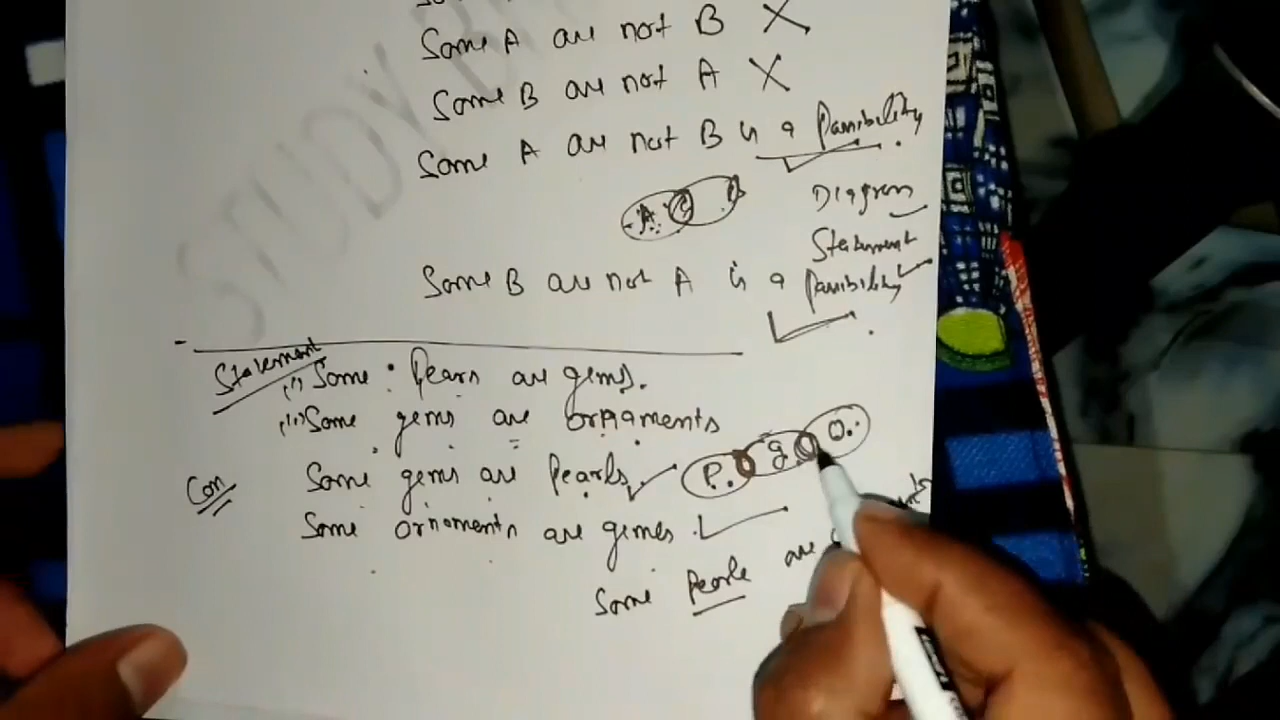 Some A are not B X
Some B are not A X
Some A are not B is a Possibility.
A C B
Diagram
Statement
Some B are not A is a Possibility
Statement
(i) Some Pears are gems.
(ii) Some gems are ornaments
Con Some gems are Pearls
P. g O
Some ornaments are gemes.
Some Pearls are
STUDY